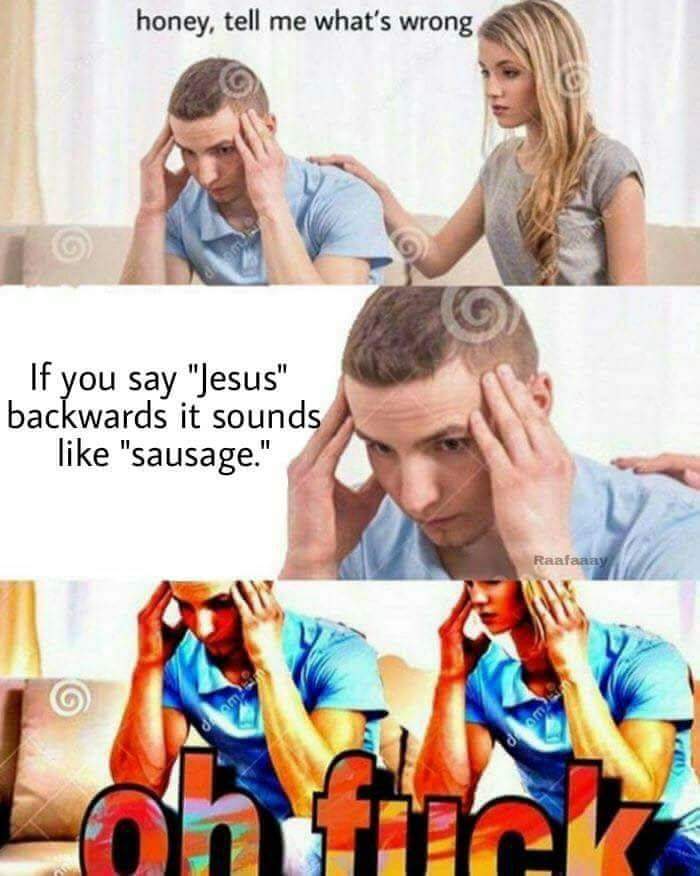 honey, tell me what's wrong
If you say "Jesus"
backwards it sounds
like "sausage."
Raafaaay
oh fuck